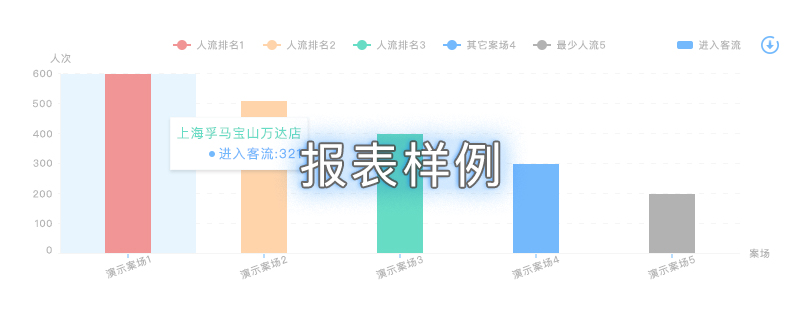 人流排名1 人流排名2 人流排名3 其它案场4 最少人流5 进入客流
人次
600
500
400
300
200
100
0
上海孚马宝山万达店
进入客流:321
报表样例
演示案场1 演示案场2 演示案场3 演示案场4 演示案场5
案场